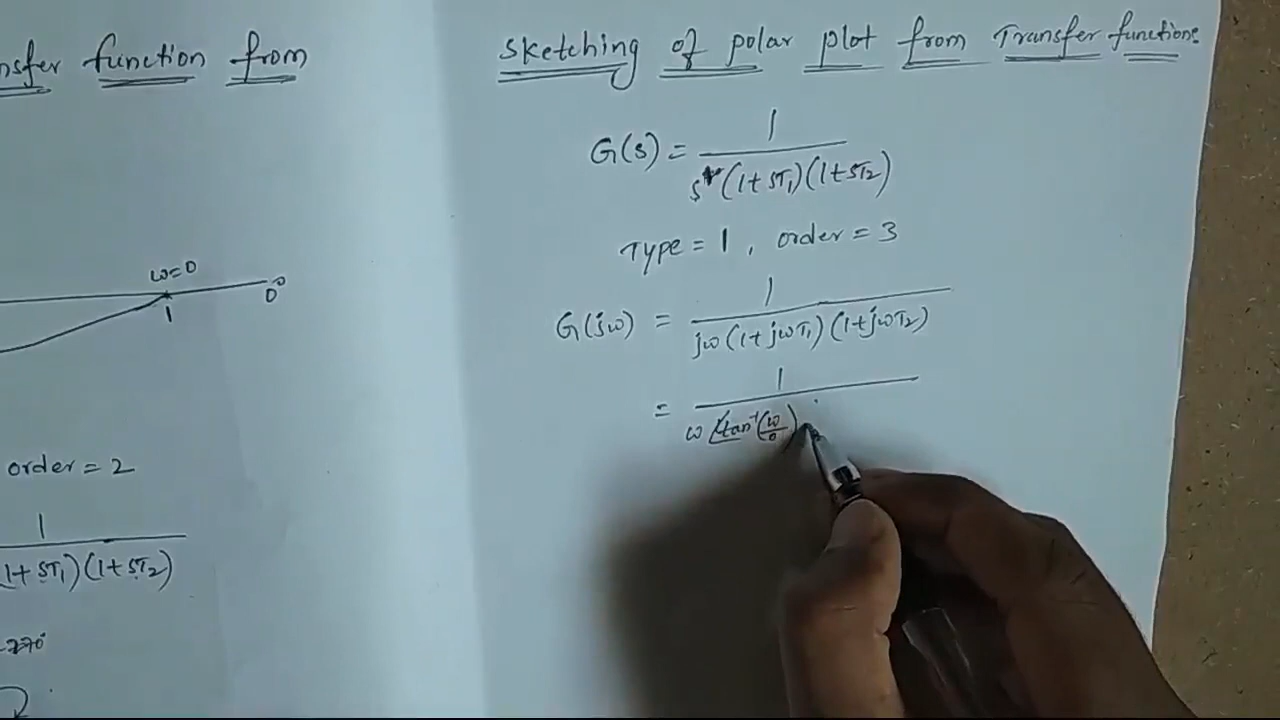 nsfer function from
ω=0
1
0°
order = 2
1
1+ST₁)(1+ST₂)
-270°
Sketching of polar plot from Transfer functions
G(s) = 1
s (1+ST₁)(1+ST₂)
Type = 1 , order = 3
G(jω) = 1
jω(1+jωT₁)(1+jωT₂)
= 1
ω∠tan⁻¹(ω/0)